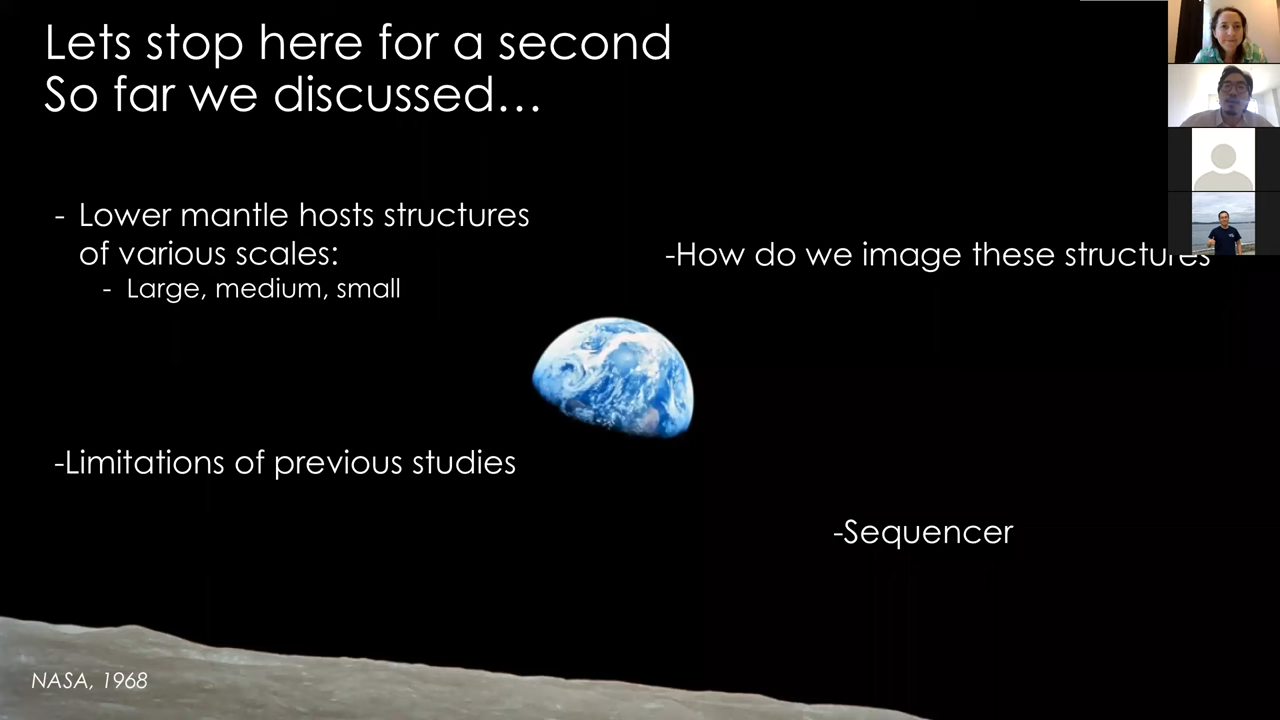 Lets stop here for a second
So far we discussed…
- Lower mantle hosts structures
of various scales:
- Large, medium, small
-How do we image these structures
-Limitations of previous studies
-Sequencer
NASA, 1968